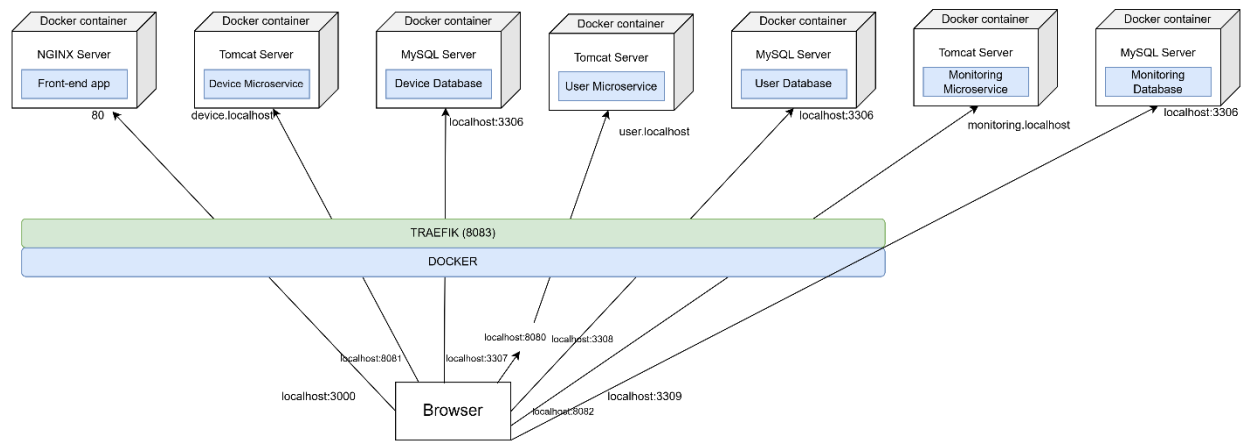 Docker container
NGINX Server
Front-end app
80
Docker container
Tomcat Server
Device Microservice
device.localhost
Docker container
MySQL Server
Device Database
localhost:3306
Docker container
Tomcat Server
User Microservice
user.localhost
Docker container
MySQL Server
User Database
localhost:3306
Docker container
Tomcat Server
Monitoring
Microservice
monitoring.localhost
Docker container
MySQL Server
Monitoring
Database
localhost:3306
TRAEFIK (8083)
DOCKER
localhost:8080
localhost:3308
localhost:8081
localhost:3307
localhost:3000
localhost:3309
Browser
localhost:8082